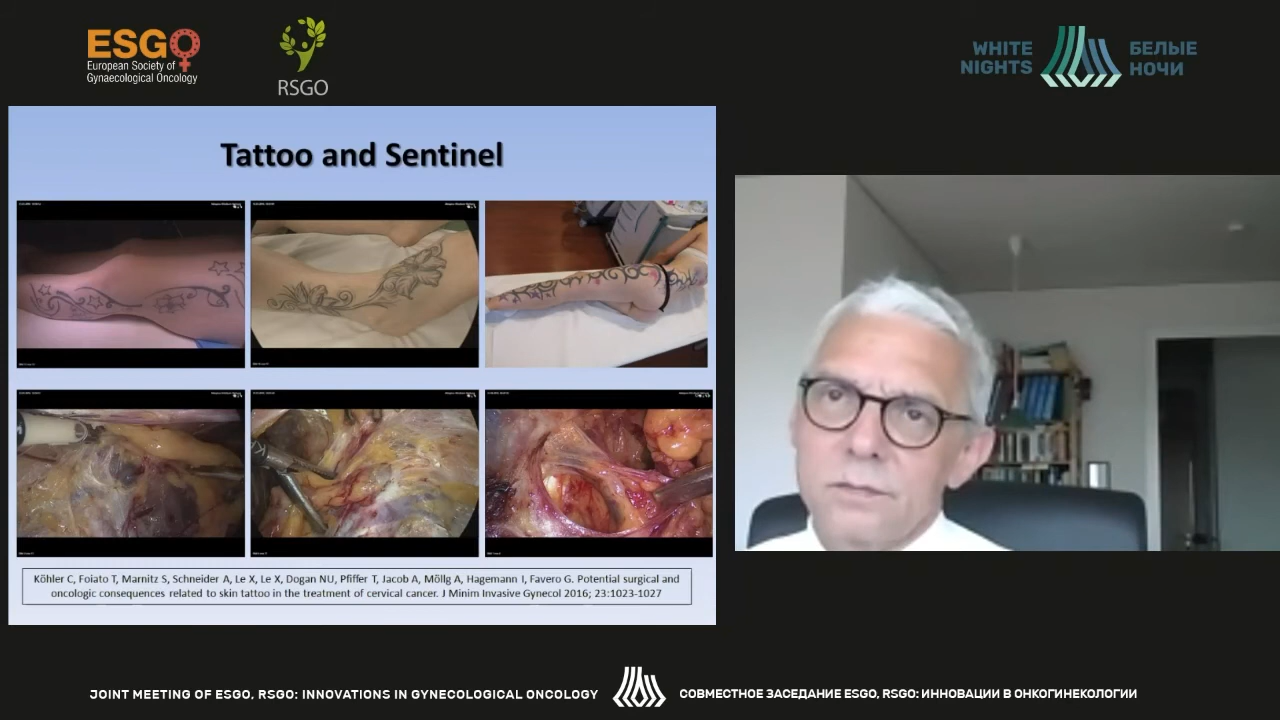 ESGO
European Society of
Gynaecological Oncology
RSGO
WHITE
NIGHTS
БЕЛЫЕ
НОЧИ
Tattoo and Sentinel
Köhler C, Foiato T, Marnitz S, Schneider A, Le X, Le X, Dogan NU, Pfiffer T, Jacob A, Möllg A, Hagemann I, Favero G. Potential surgical and
oncologic consequences related to skin tattoo in the treatment of cervical cancer. J Minim Invasive Gynecol 2016; 23:1023-1027
JOINT MEETING OF ESGO, RSGO: INNOVATIONS IN GYNECOLOGICAL ONCOLOGY
СОВМЕСТНОЕ ЗАСЕДАНИЕ ESGO, RSGO: ИННОВАЦИИ В ОНКОГИНЕКОЛОГИИ